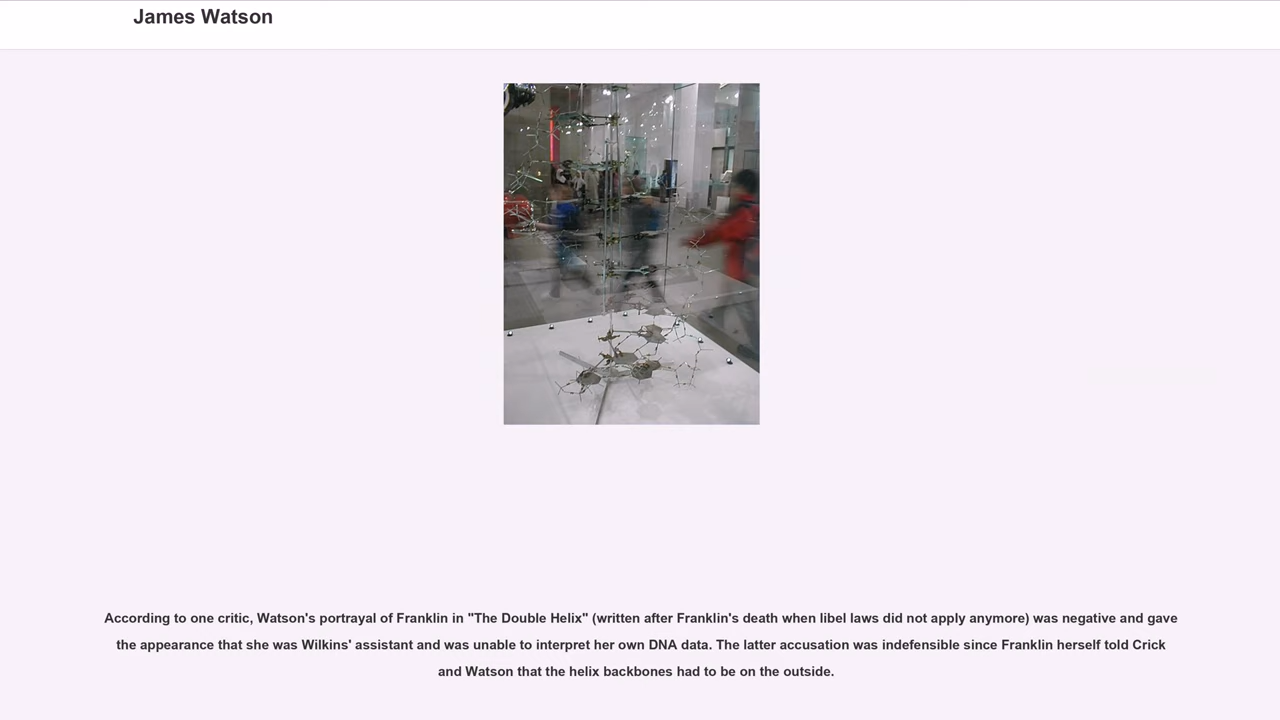 James Watson
According to one critic, Watson's portrayal of Franklin in "The Double Helix" (written after Franklin's death when libel laws did not apply anymore) was negative and gave
the appearance that she was Wilkins' assistant and was unable to interpret her own DNA data. The latter accusation was indefensible since Franklin herself told Crick
and Watson that the helix backbones had to be on the outside.